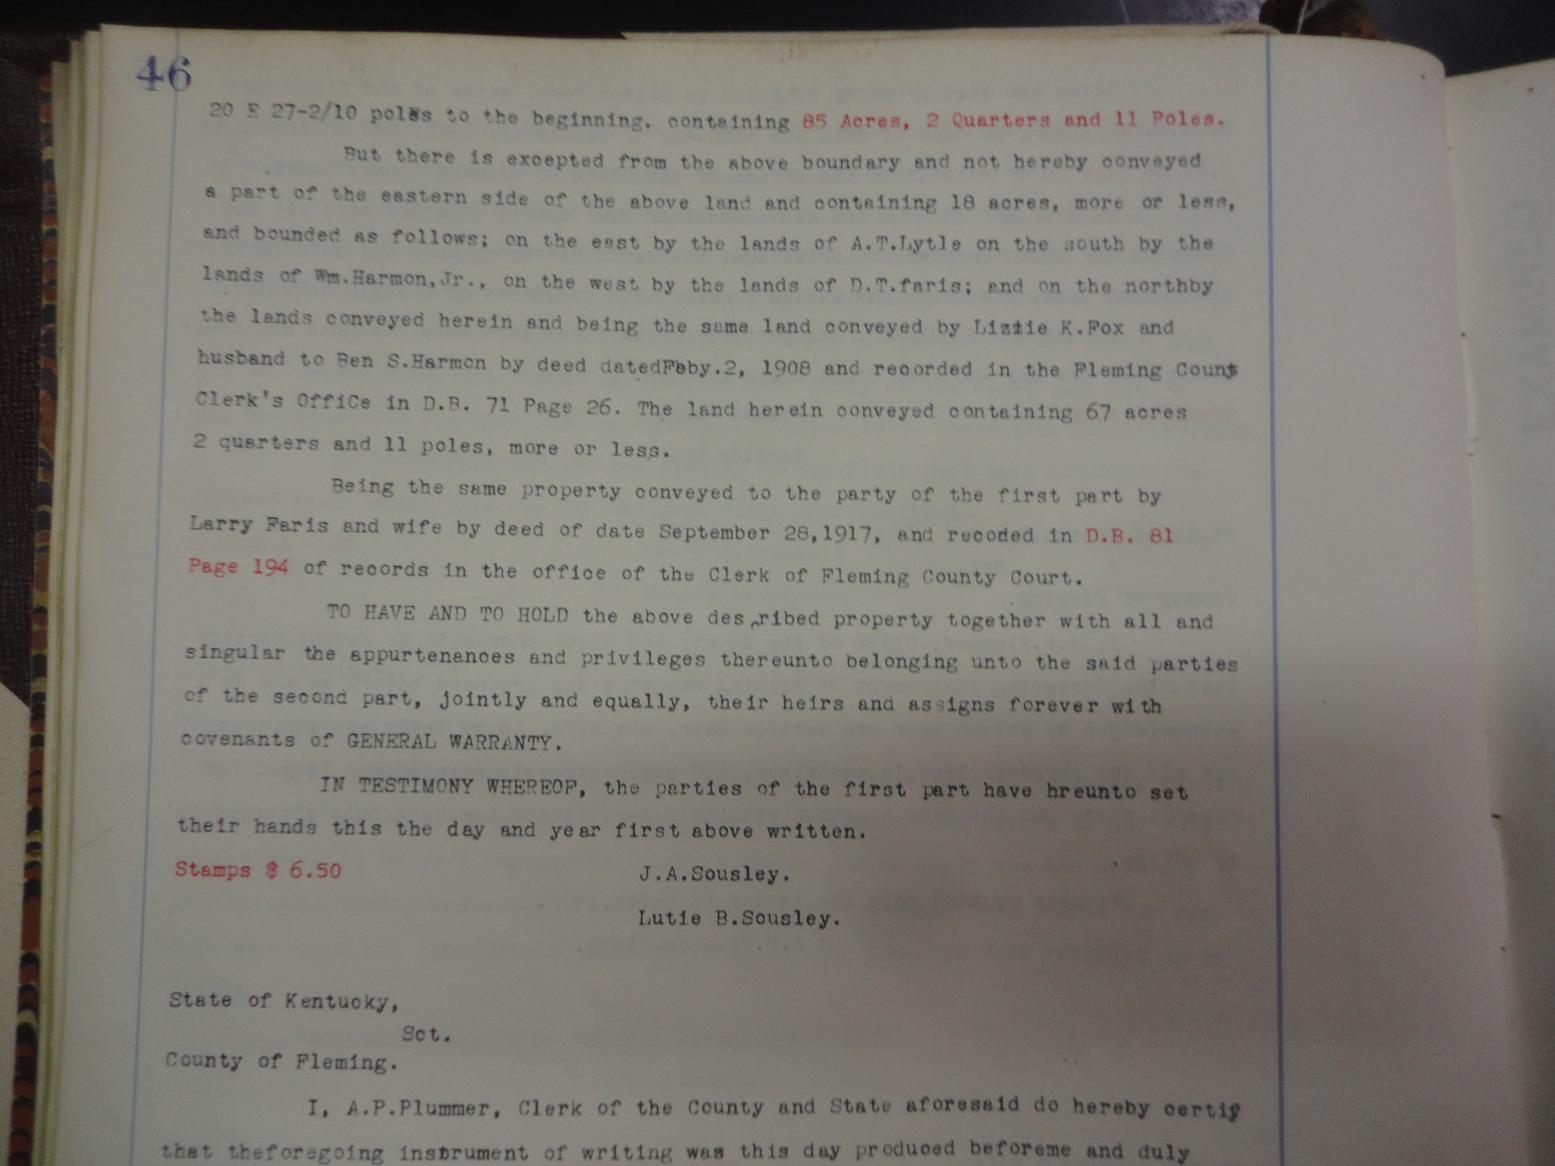 46
20 E 27-2/10 poles to the beginning. containing 85 Acres, 2 Quarters and 11 Poles.
But there is excepted from the above boundary and not hereby conveyed
a part of the eastern side of the above land and containing 18 acres, more or less,
and bounded as follows; on the east by the lands of A.T.Lytle on the south by the
lands of Wm.Harmon,Jr., on the west by the lands of D.T.faris; and on the northby
the lands conveyed herein and being the same land conveyed by Lizzie K.Fox and
husband to Ben S.Harmon by deed datedFeby.2, 1908 and recorded in the Fleming County
Clerk's Office in D.B. 71 Page 26. The land herein conveyed containing 67 acres
2 quarters and 11 poles, more or less.
Being the same property conveyed to the party of the first part by
Larry Faris and wife by deed of date September 28,1917, and recoded in D.B. 81
Page 194 of records in the office of the Clerk of Fleming County Court.
TO HAVE AND TO HOLD the above des ribed property together with all and
singular the appurtenances and privileges thereunto belonging unto the said parties
of the second part, jointly and equally, their heirs and assigns forever with
covenants of GENERAL WARRANTY.
IN TESTIMONY WHEREOF, the parties of the first part have hreunto set
their hands this the day and year first above written.
Stamps $ 6.50 J.A.Sousley.
Lutie B.Sousley.
State of Kentucky,
Sct.
County of Fleming.
I, A.P.Plummer, Clerk of the County and State aforesaid do hereby certify
that theforegoing instrument of writing was this day produced beforeme and duly